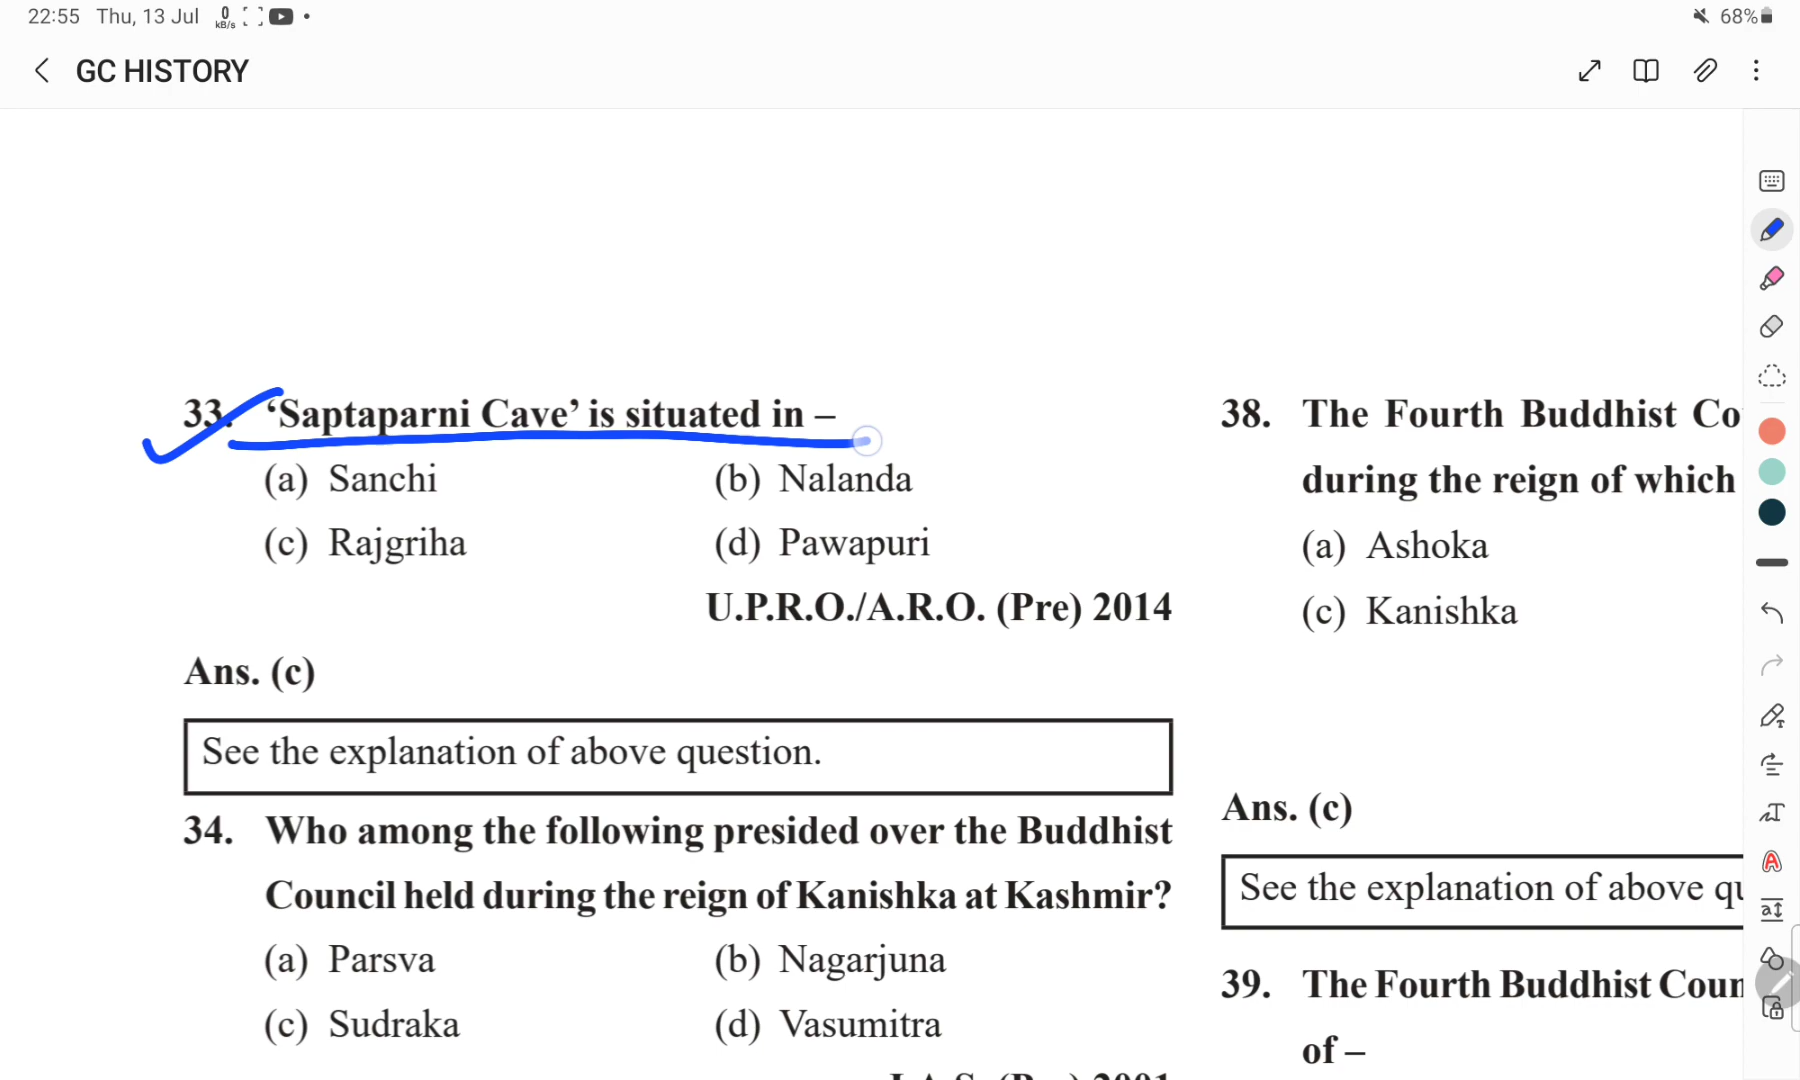 22:55 Thu, 13 Jul 0 kB/s 68%
GC HISTORY
33. ‘Saptaparni Cave’ is situated in –
(a) Sanchi (b) Nalanda
(c) Rajgriha (d) Pawapuri
U.P.R.O./A.R.O. (Pre) 2014
Ans. (c)
See the explanation of above question.
34. Who among the following presided over the Buddhist
Council held during the reign of Kanishka at Kashmir?
(a) Parsva (b) Nagarjuna
(c) Sudraka (d) Vasumitra
38. The Fourth Buddhist Co
during the reign of which
(a) Ashoka
(c) Kanishka
Ans. (c)
See the explanation of above qu
39. The Fourth Buddhist Coun
of –